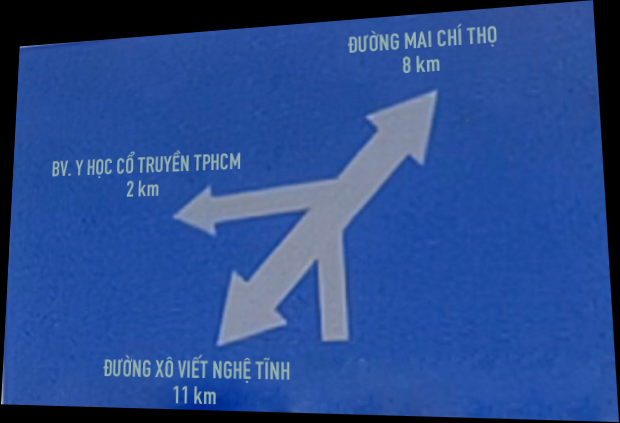 ĐƯỜNG MAI CHÍ THỌ
8 km
BV. Y HỌC CỔ TRUYỀN TPHCM
2 km
ĐƯỜNG XÔ VIẾT NGHỆ TĨNH
11 km